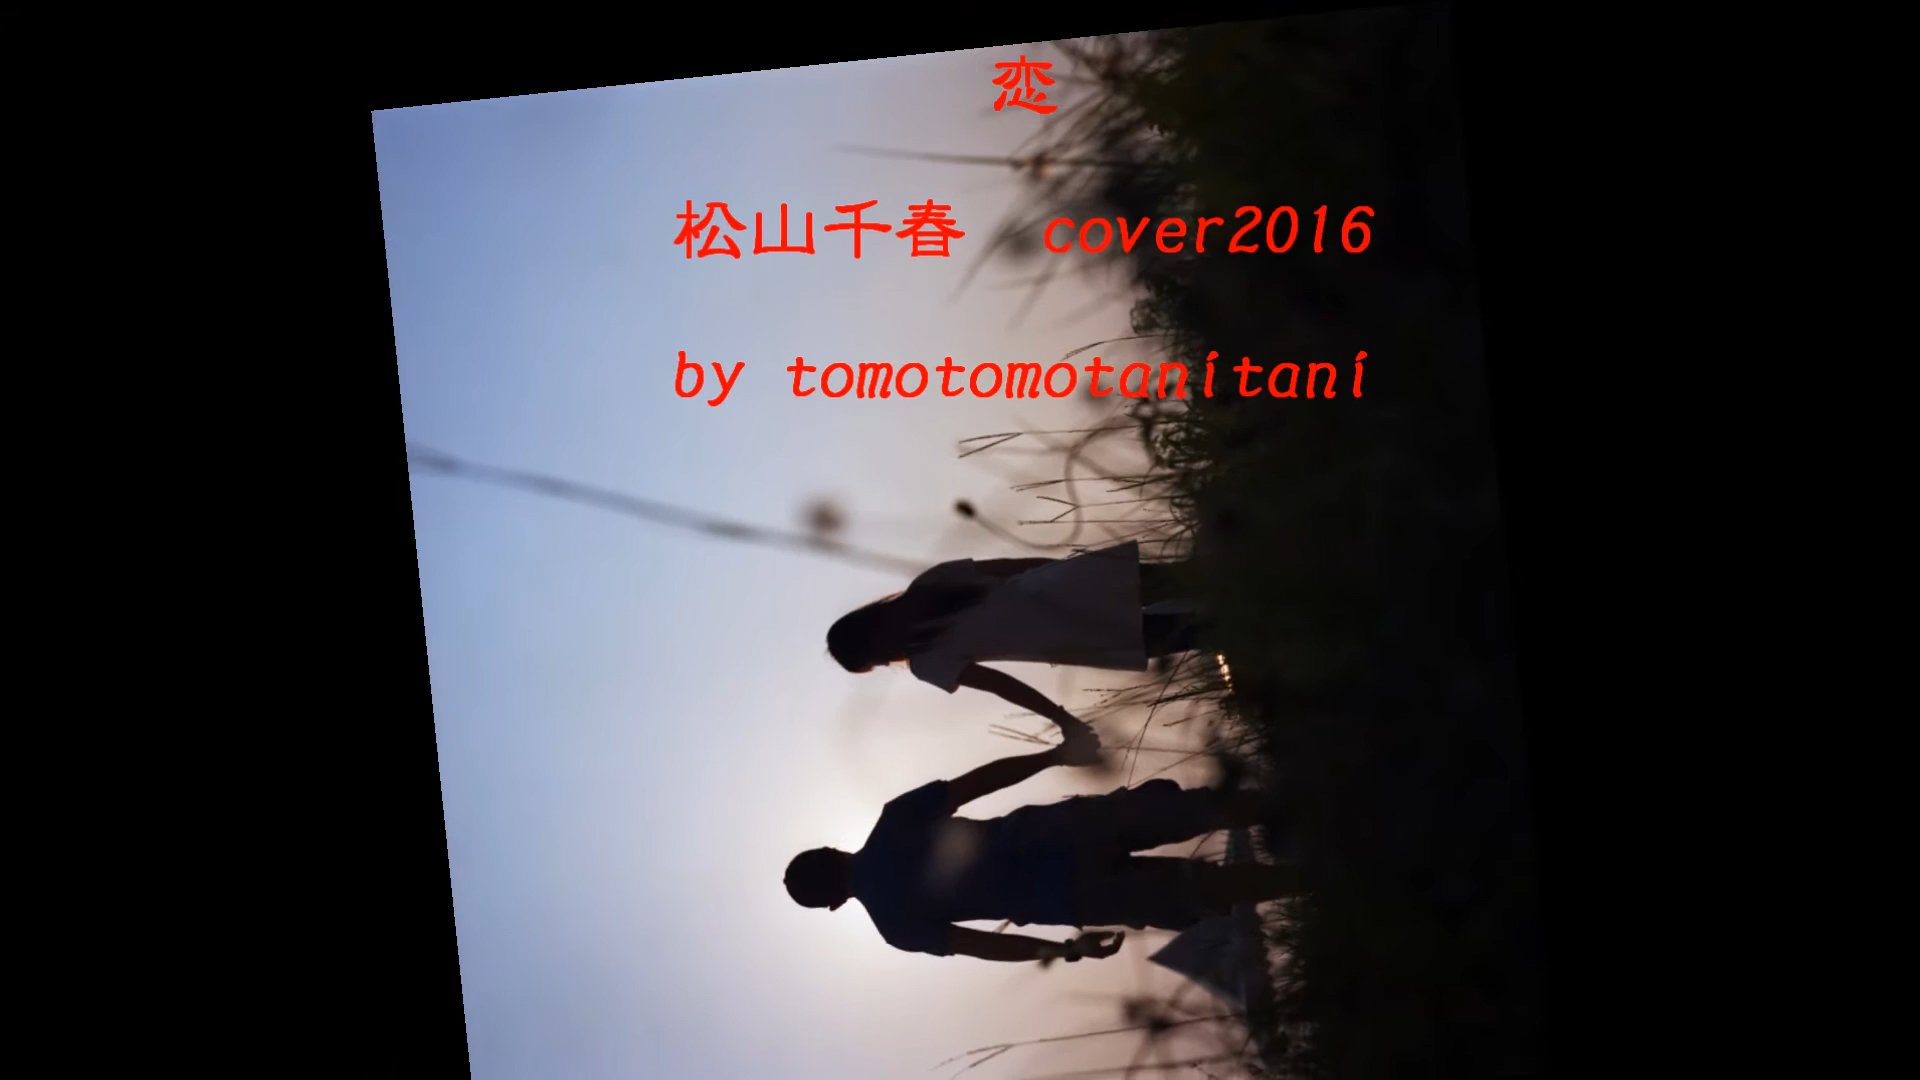 恋
松山千春　cover2016
by tomotomotanitani